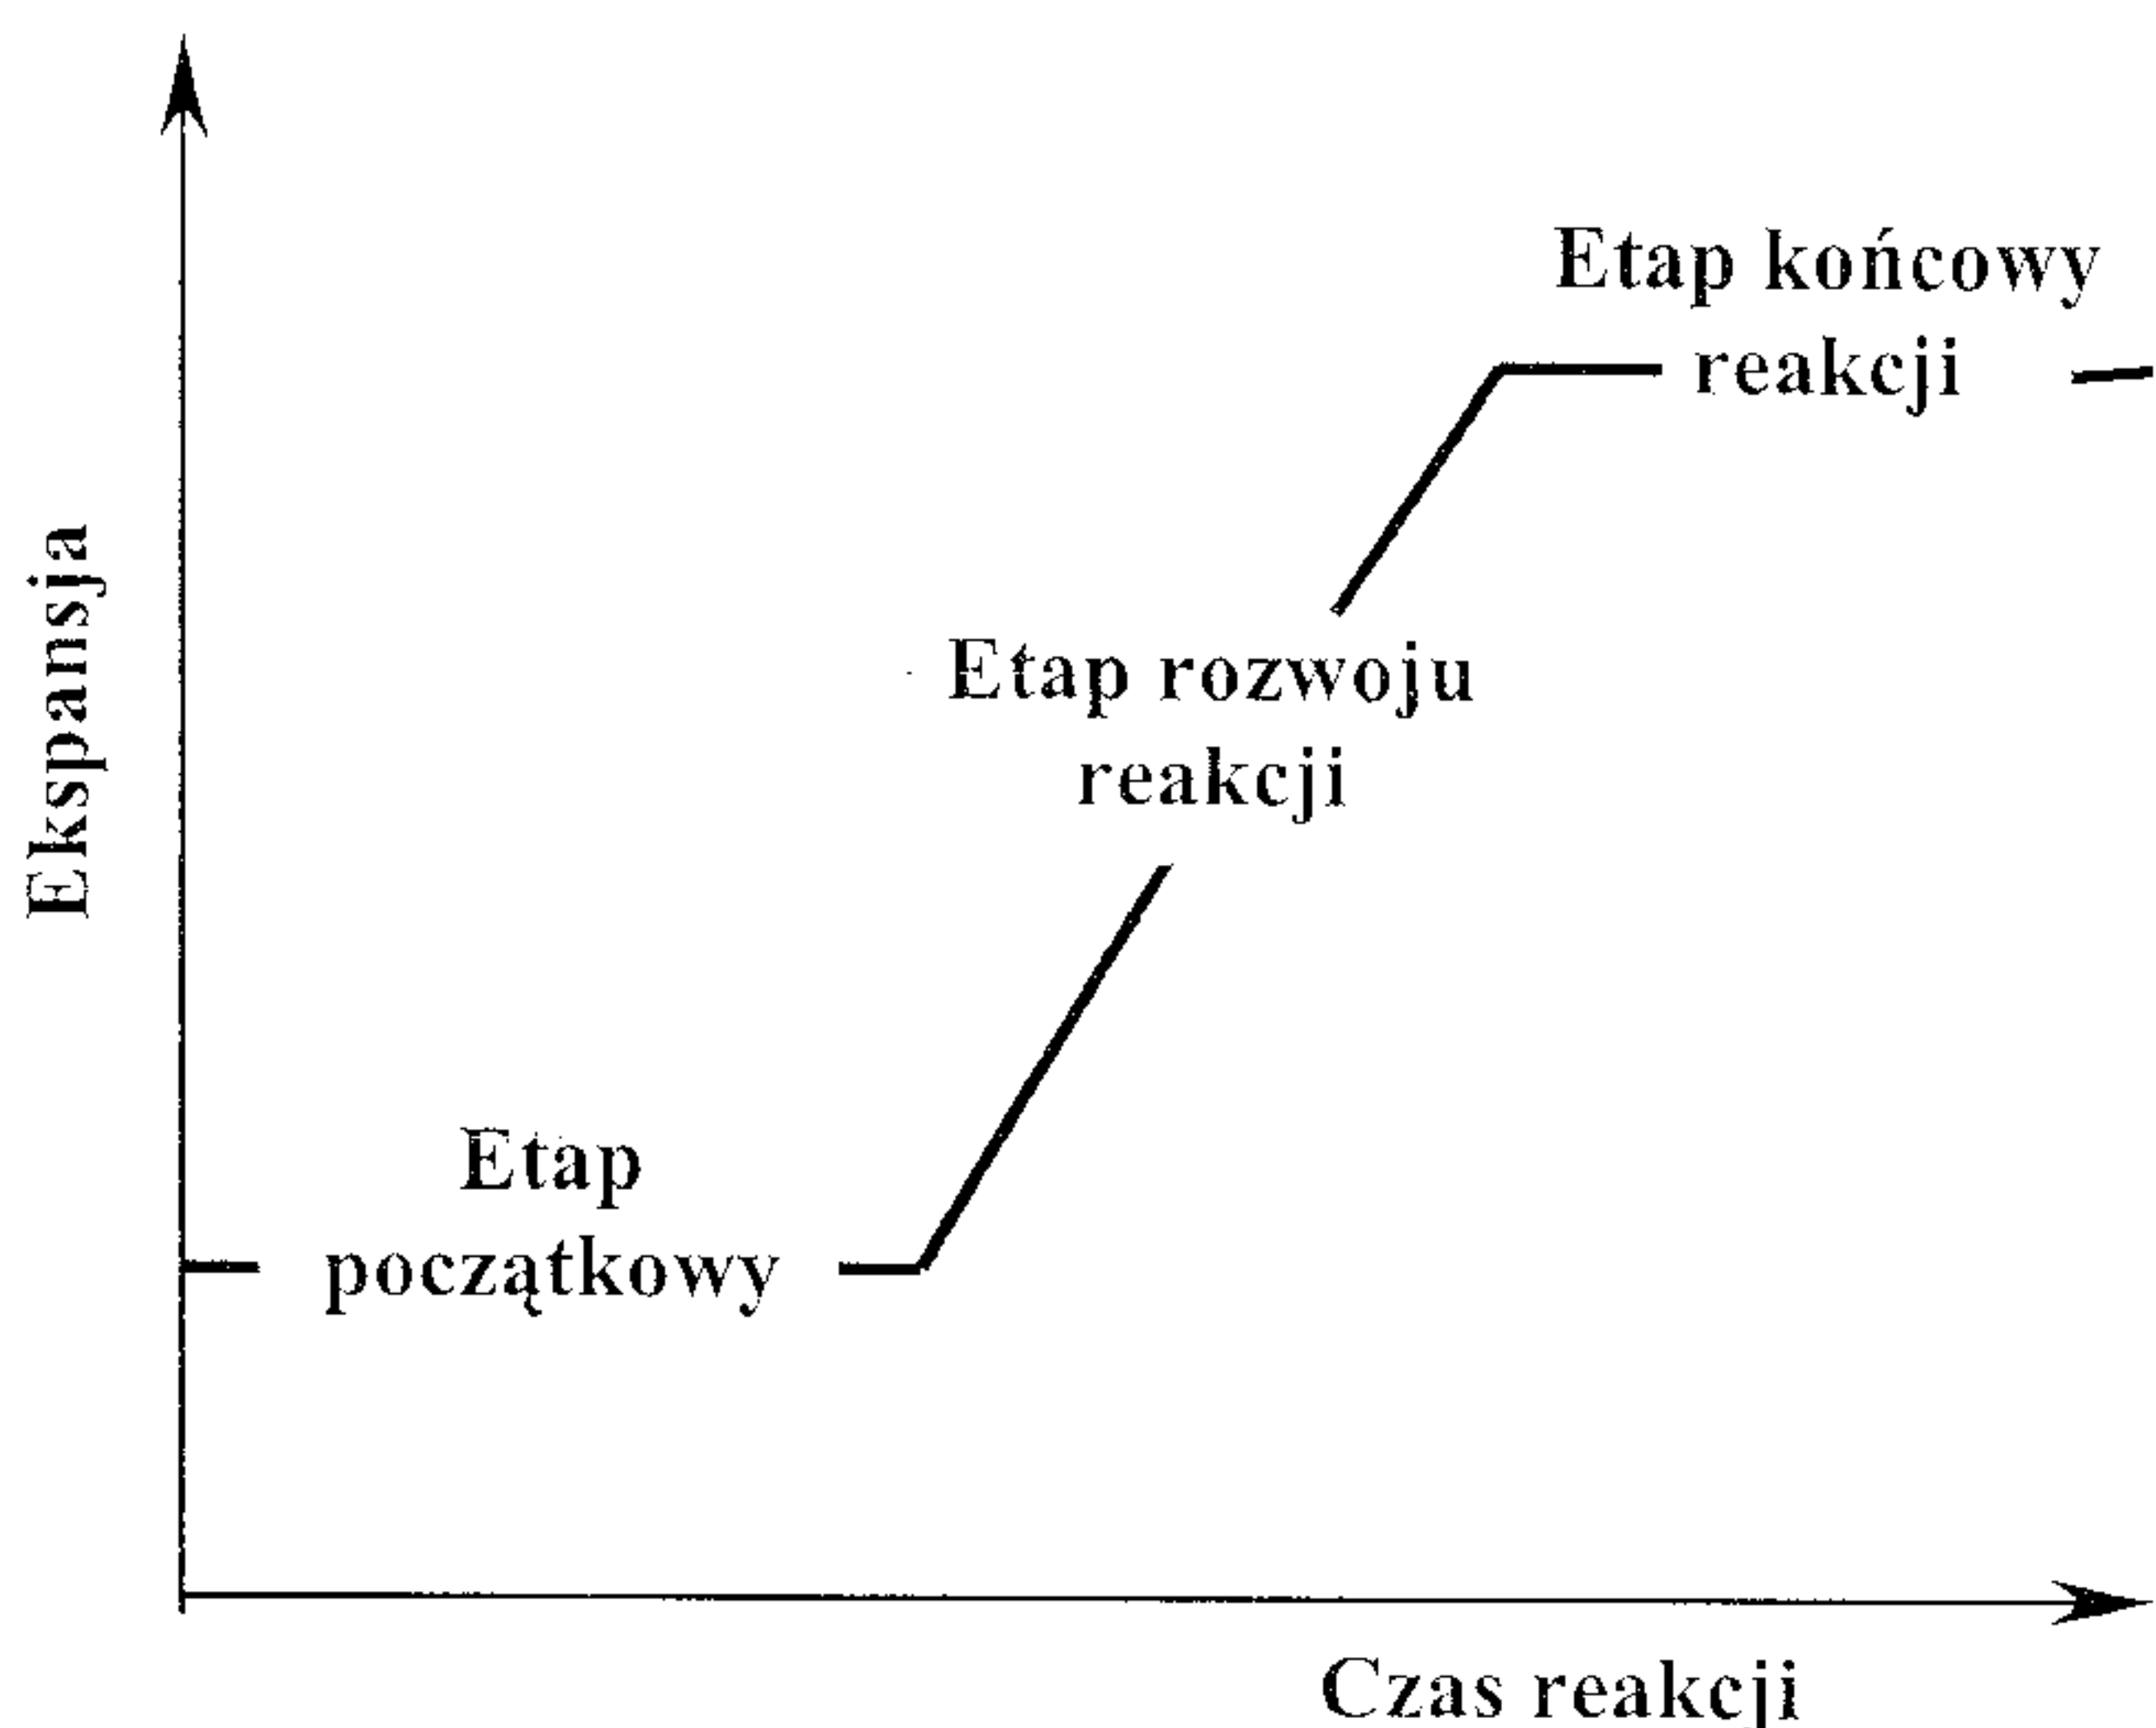 Ekspansja
Etap końcowy
reakcji
Etap rozwoju
reakcji
Etap
początkowy
Czas reakcji